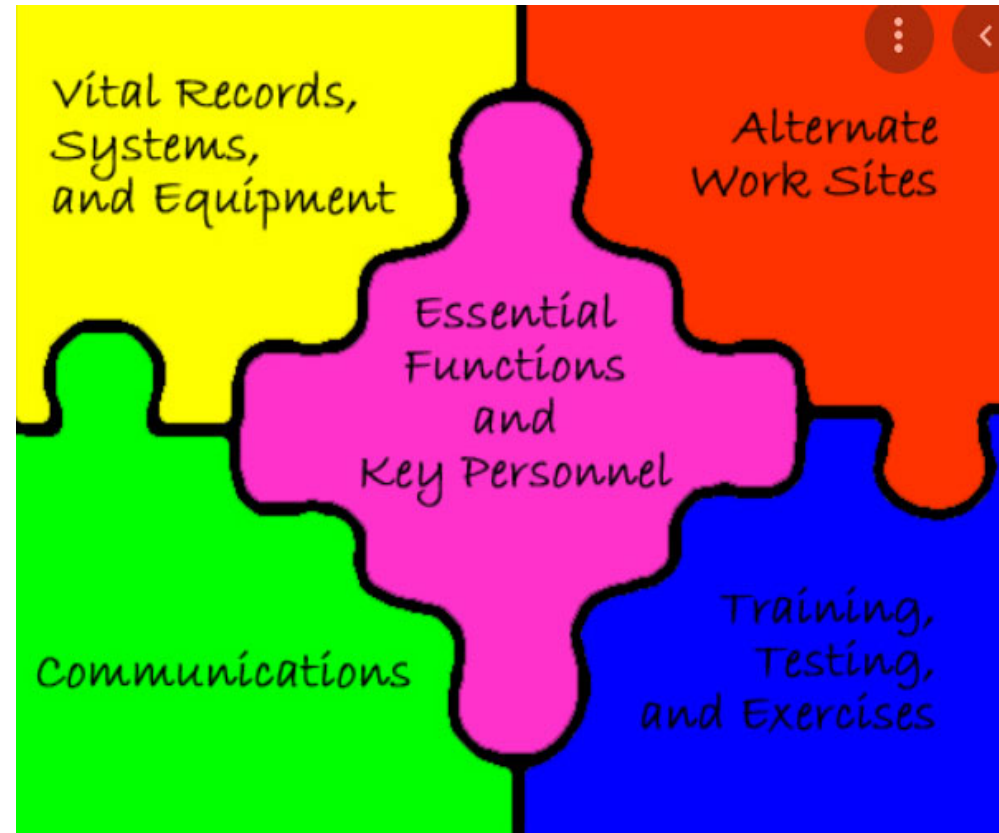 Vital Records,
Systems,
and Equipment
Alternate
Work Sites
Essential
Functions
and
Key Personnel
Communications
Training,
Testing,
and Exercises